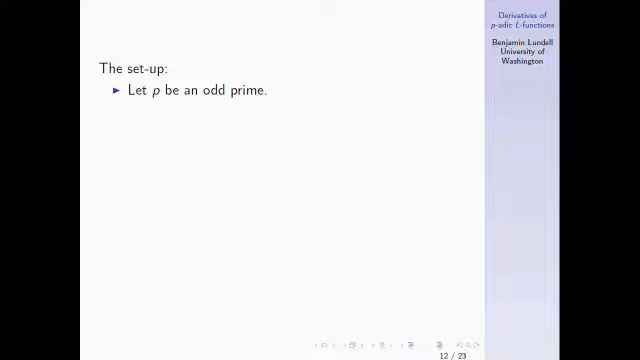 Derivatives of
p-adic L-functions
Benjamin Lundell
University of
Washington
The set-up:
Let p be an odd prime.
12 / 23